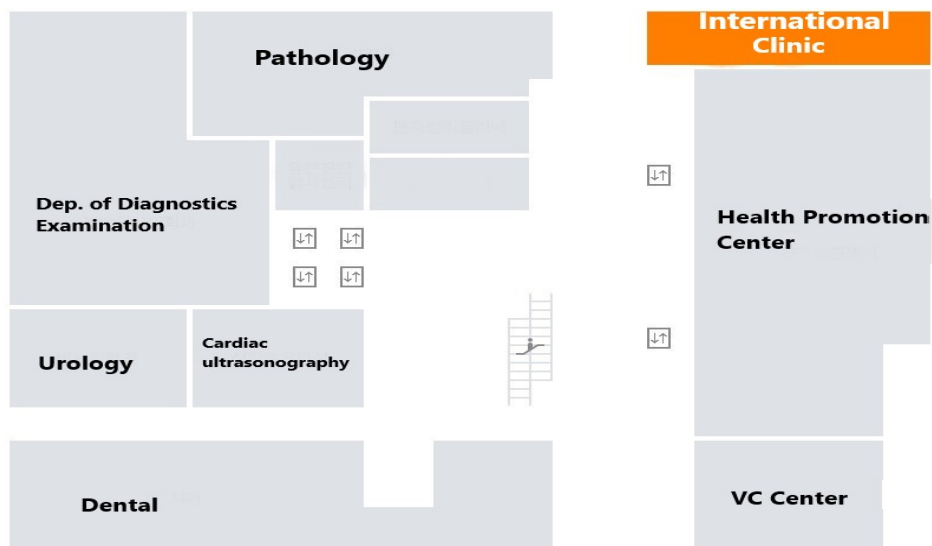 International
Clinic
Pathology
Dep. of Diagnostics
Examination
Health Promotion
Center
Cardiac
ultrasonography
Urology
Dental
VC Center